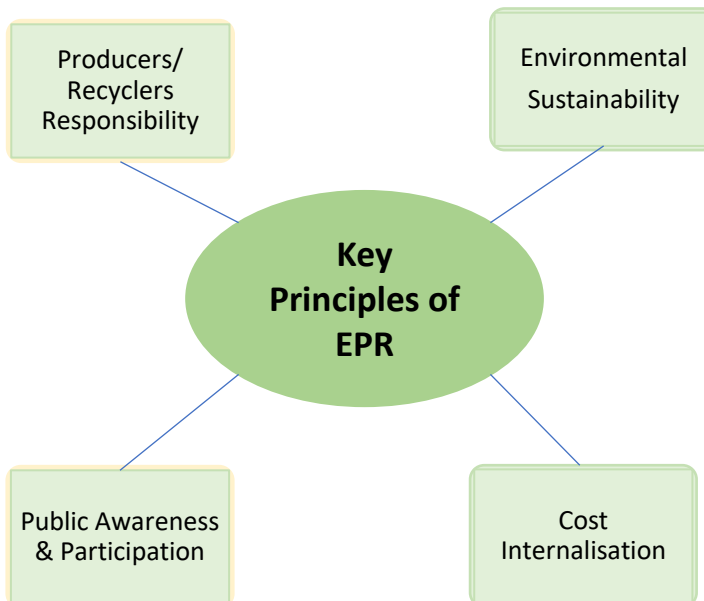 Producers/
Recyclers
Responsibility
Environmental
Sustainability
Key
Principles of
EPR
Public Awareness
& Participation
Cost
Internalisation